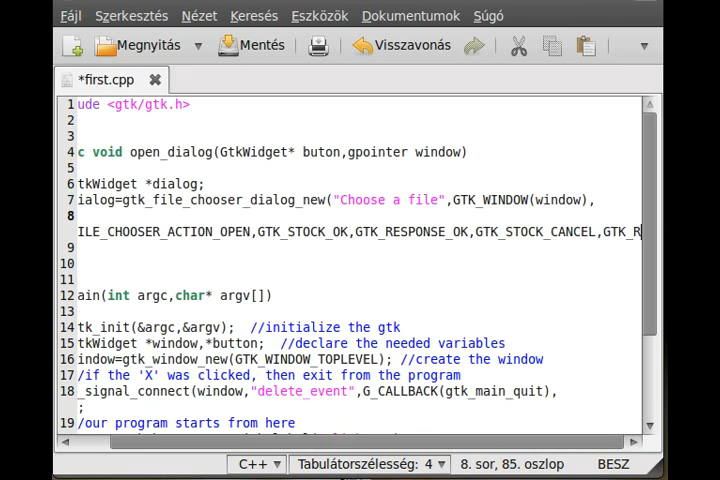 Fájl Szerkesztés Nézet Keresés Eszközök Dokumentumok Súgó
Megnyitás Mentés Visszavonás
*first.cpp
1 ude <gtk/gtk.h>
2
3
4 c void open_dialog(GtkWidget* buton,gpointer window)
5
6 tkWidget *dialog;
7 ialog=gtk_file_chooser_dialog_new("Choose a file",GTK_WINDOW(window),
8
ILE_CHOOSER_ACTION_OPEN,GTK_STOCK_OK,GTK_RESPONSE_OK,GTK_STOCK_CANCEL,GTK_R
9
10
11
12 ain(int argc,char* argv[])
13
14 tk_init(&argc,&argv);  //initialize the gtk
15 tkWidget *window,*button;  //declare the needed variables
16 indow=gtk_window_new(GTK_WINDOW_TOPLEVEL); //create the window
17 /if the 'X' was clicked, then exit from the program
18 _signal_connect(window,"delete_event",G_CALLBACK(gtk_main_quit),
;
19 /our program starts from here
C++ Tabulátorszélesség: 4 8. sor, 85. oszlop BESZ